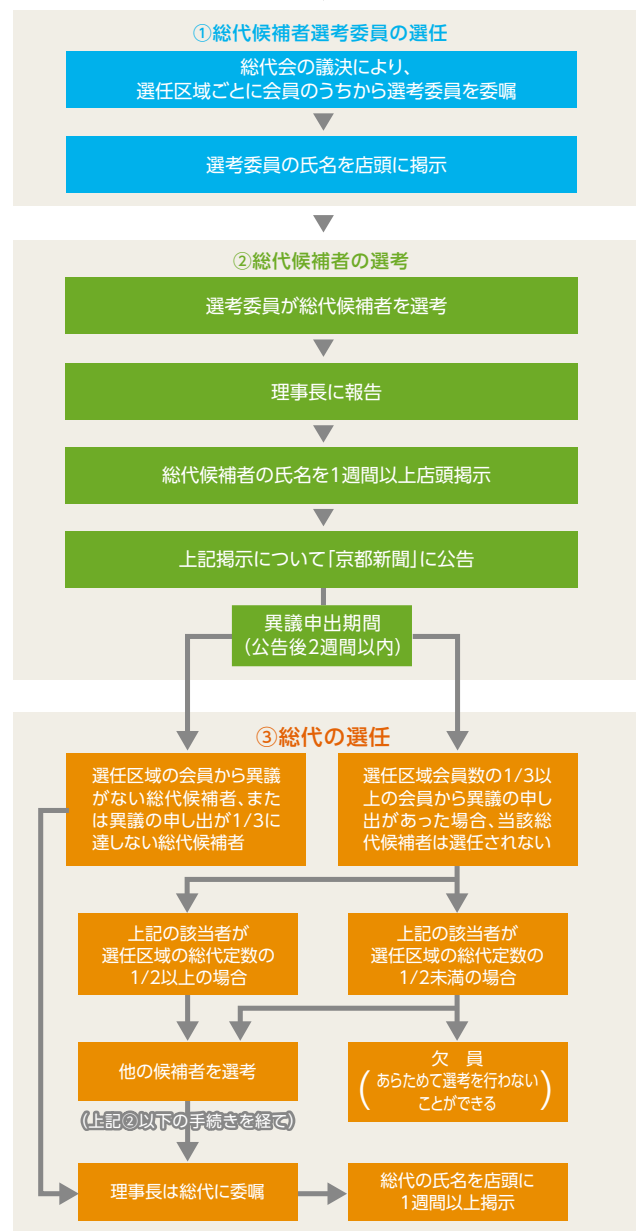 ①総代候補者選考委員の選任
総代会の議決により、
選任区域ごとに会員のうちから選考委員を委嘱
選考委員の氏名を店頭に掲示
②総代候補者の選考
選考委員が総代候補者を選考
理事長に報告
総代候補者の氏名を1週間以上店頭掲示
上記掲示について「京都新聞」に公告
異議申出期間
(公告後2週間以内)
③総代の選任
選任区域の会員から異議
がない総代候補者、また
は異議の申し出が1/3に
達しない総代候補者
選任区域会員数の1/3以
上の会員から異議の申し
出があった場合、当該総
代候補者は選任されない
上記の該当者が
選任区域の総代定数の
1/2以上の場合
上記の該当者が
選任区域の総代定数の
1/2未満の場合
他の候補者を選考
欠　員
(あらためて選考を行わない
ことができる)
(上記②以下の手続きを経て)
理事長は総代に委嘱
総代の氏名を店頭に
1週間以上掲示